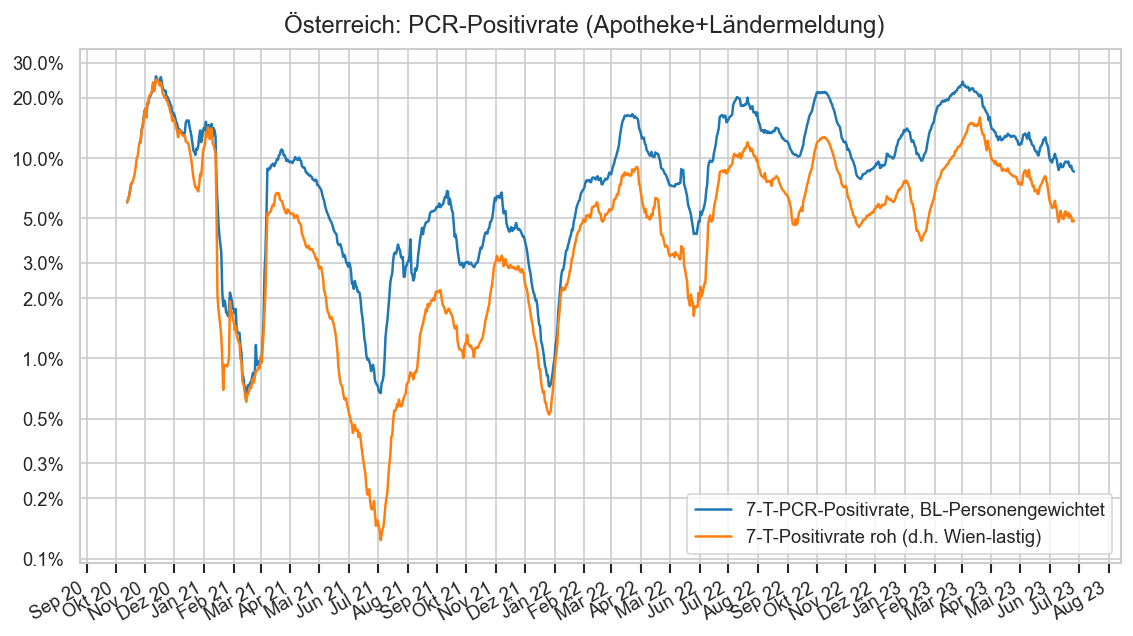 Österreich: PCR-Positivrate (Apotheke+Ländermeldung)
30.0%
20.0%
10.0%
5.0%
3.0%
2.0%
1.0%
0.5%
0.3%
0.2%
0.1%
7-T-PCR-Positivrate, BL-Personengewichtet
7-T-Positivrate roh (d.h. Wien-lastig)
Sep 20
Okt 20
Nov 20
Dez 20
Jan 21
Feb 21
Mär 21
Apr 21
Mai 21
Jun 21
Jul 21
Aug 21
Sep 21
Okt 21
Nov 21
Dez 21
Jan 22
Feb 22
Mär 22
Apr 22
Mai 22
Jun 22
Jul 22
Aug 22
Sep 22
Okt 22
Nov 22
Dez 22
Jan 23
Feb 23
Mär 23
Apr 23
Mai 23
Jun 23
Jul 23
Aug 23